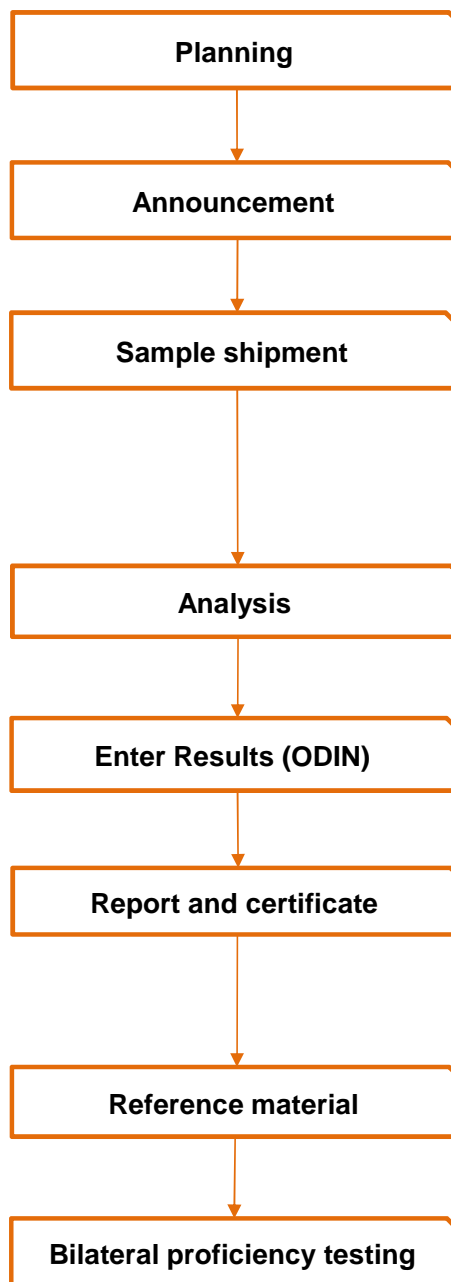 Planning
Announcement
Sample shipment
Analysis
Enter Results (ODIN)
Report and certificate
Reference material
Bilateral proficiency testing